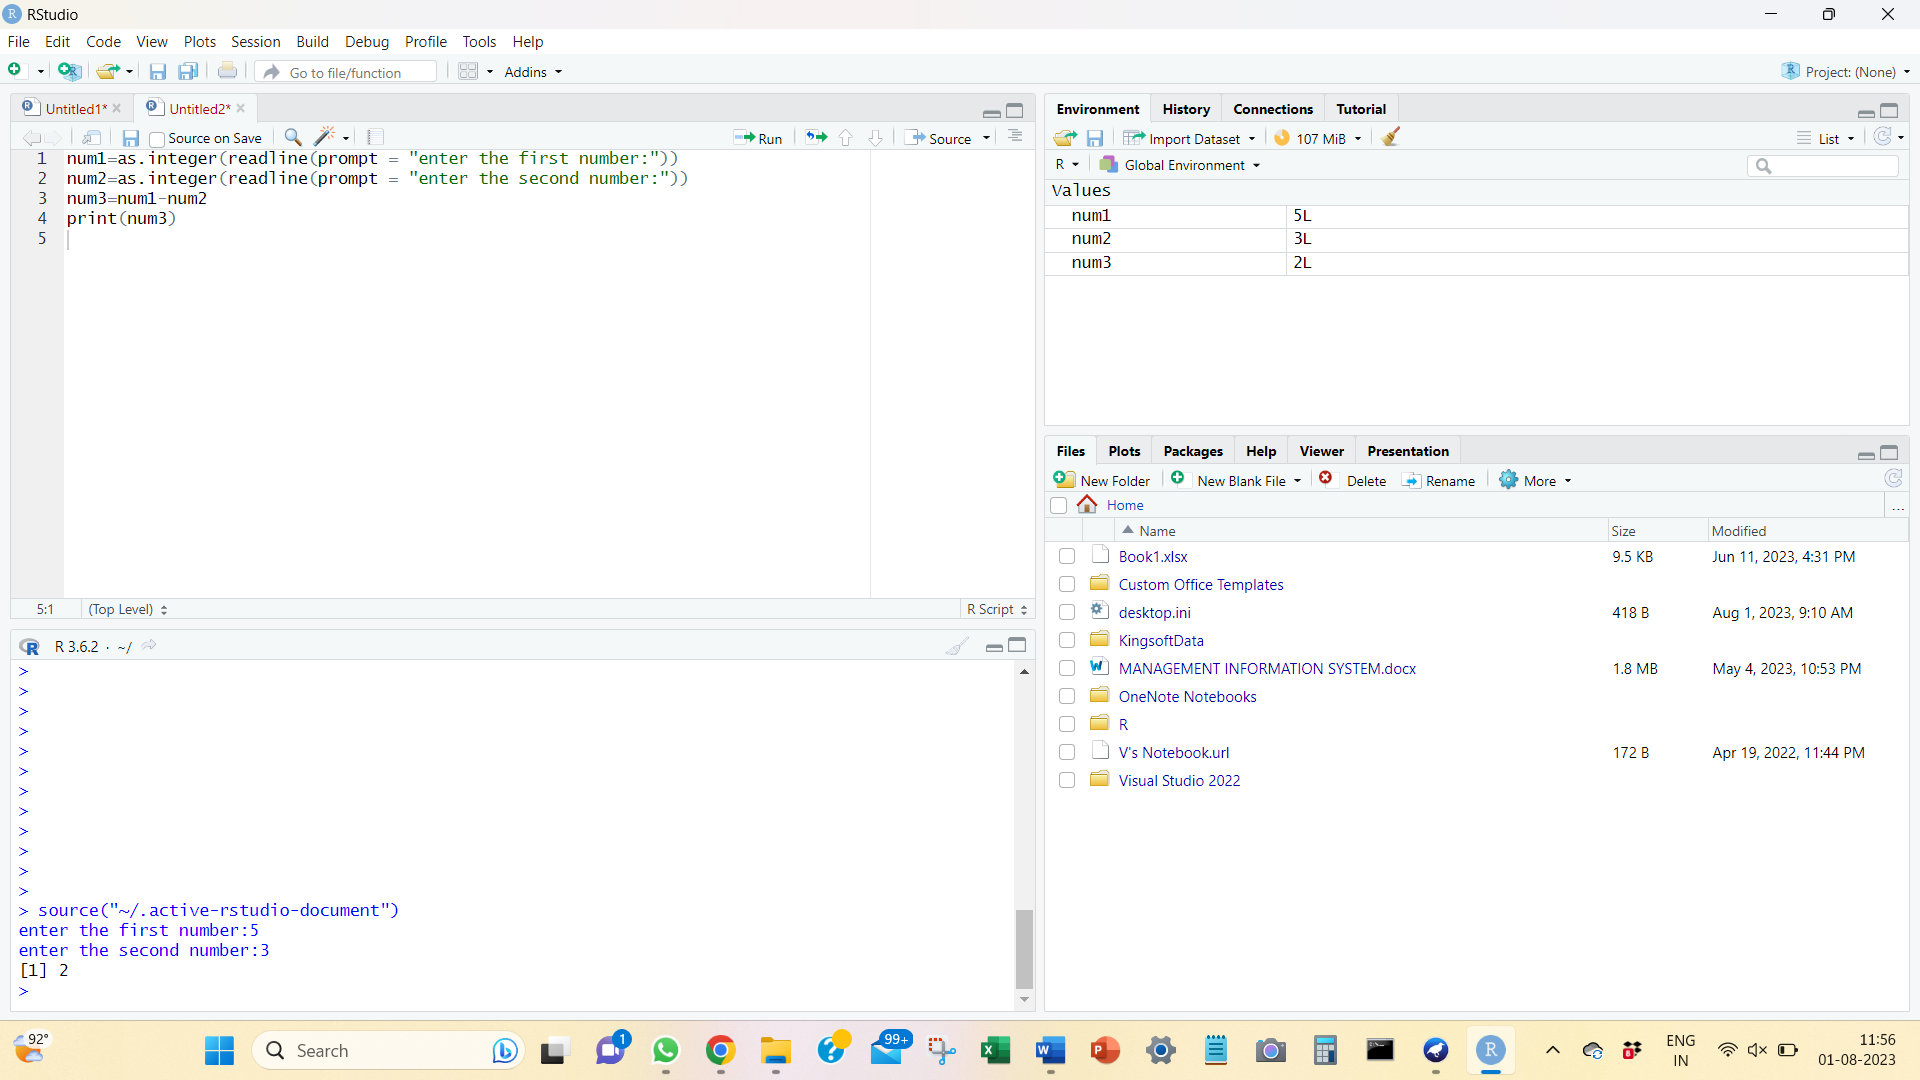 RStudio
File Edit Code View Plots Session Build Debug Profile Tools Help
Go to file/function Addins Project: (None)
Untitled1* Untitled2*
Source on Save Run Source
1 num1=as.integer(readline(prompt = "enter the first number:"))
2 num2=as.integer(readline(prompt = "enter the second number:"))
3 num3=num1-num2
4 print(num3)
5
5:1 (Top Level) R Script
R 3.6.2 · ~/
>
>
>
>
>
>
>
>
>
>
>
>
> source("~/.active-rstudio-document")
enter the first number:5
enter the second number:3
[1] 2
>
Environment History Connections Tutorial
Import Dataset 107 MiB List
R Global Environment
Values
num1 5L
num2 3L
num3 2L
Files Plots Packages Help Viewer Presentation
New Folder New Blank File Delete Rename More
Home ...
Name Size Modified
Book1.xlsx 9.5 KB Jun 11, 2023, 4:31 PM
Custom Office Templates
desktop.ini 418 B Aug 1, 2023, 9:10 AM
KingsoftData
MANAGEMENT INFORMATION SYSTEM.docx 1.8 MB May 4, 2023, 10:53 PM
OneNote Notebooks
R
V's Notebook.url 172 B Apr 19, 2022, 11:44 PM
Visual Studio 2022
92° Search 1 99+ ENG 11:56
IN 01-08-2023